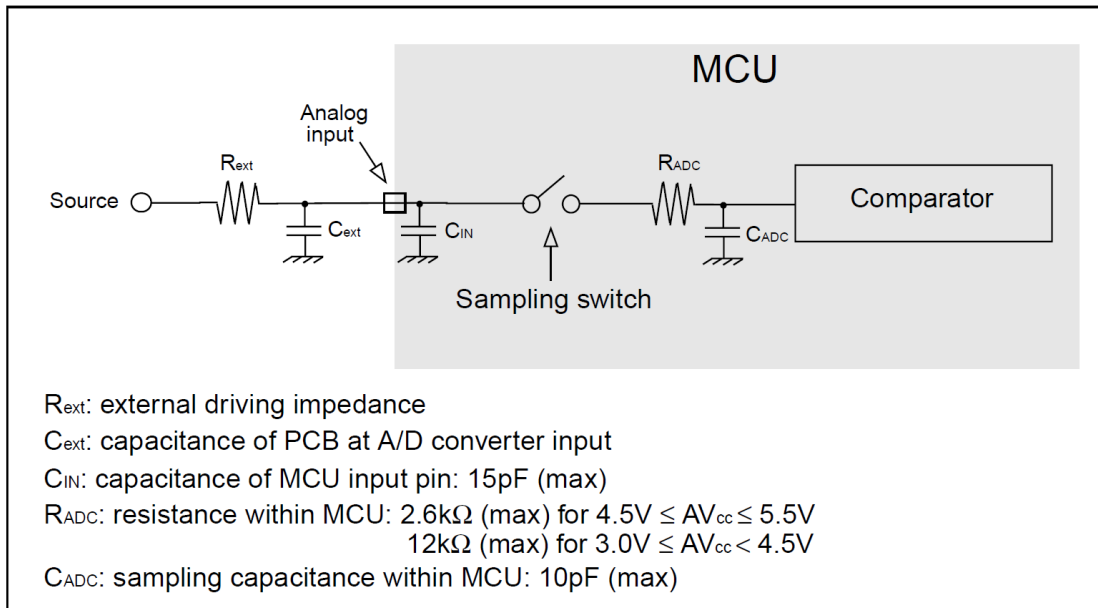 MCU
Analog
input
Rext
RADC
Source
Comparator
Cext
CIN
CADC
Sampling switch
Rext: external driving impedance
Cext: capacitance of PCB at A/D converter input
CIN: capacitance of MCU input pin: 15pF (max)
RADC: resistance within MCU: 2.6kΩ (max) for 4.5V ≤ AVcc ≤ 5.5V
12kΩ (max) for 3.0V ≤ AVcc < 4.5V
CADC: sampling capacitance within MCU: 10pF (max)